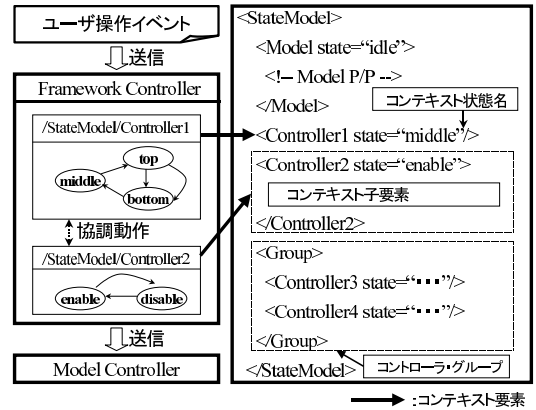 ユーザ操作イベント
送信
Framework Controller
/StateModel/Controller1
top
middle
bottom
協調動作
/StateModel/Controller2
enable
disable
送信
Model Controller
<StateModel>
<Model state=“idle”>
<!-- Model P/P -->
</Model>
コンテキスト状態名
<Controller1 state=“middle”/>
<Controller2 state=“enable”>
コンテキスト子要素
</Controller2>
<Group>
<Controller3 state=“･･･”/>
<Controller4 state=“･･･”/>
</Group>
コントローラ・グループ
</StateModel>
:コンテキスト要素